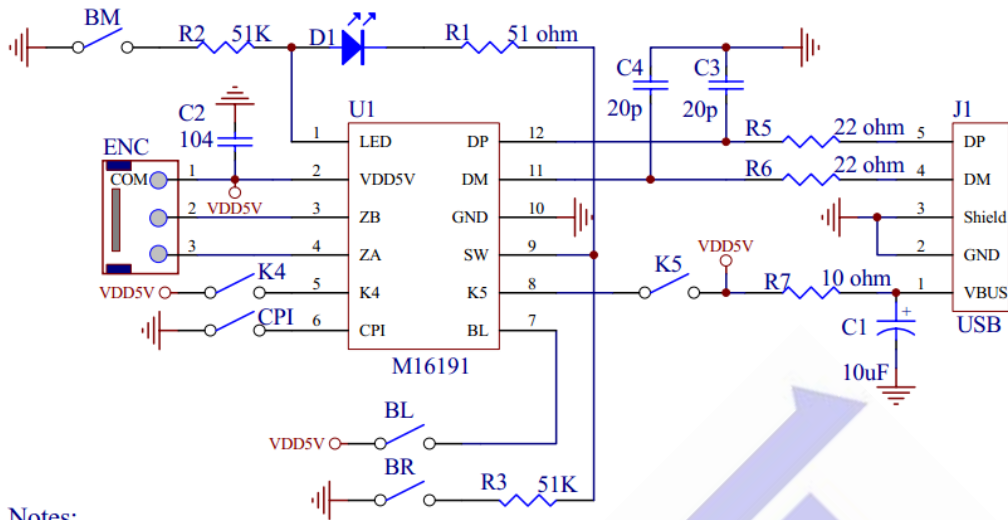 BM
R2 51K
D1
R1 51 ohm
C4
20p
C3
20p
J1
C2
104
U1
ENC
COM
1
2
3
VDD5V
1 LED
2 VDD5V
3 ZB
4 ZA
5 K4
6 CPI
DP 12
DM 11
GND 10
SW 9
K5 8
BL 7
M16191
R5 22 ohm
R6 22 ohm
5 DP
4 DM
3 Shield
2 GND
1 VBUS
USB
VDD5V K4
CPI
K5
VDD5V
R7 10 ohm
C1 +
10uF
BL
VDD5V
BR
R3 51K
Notes: